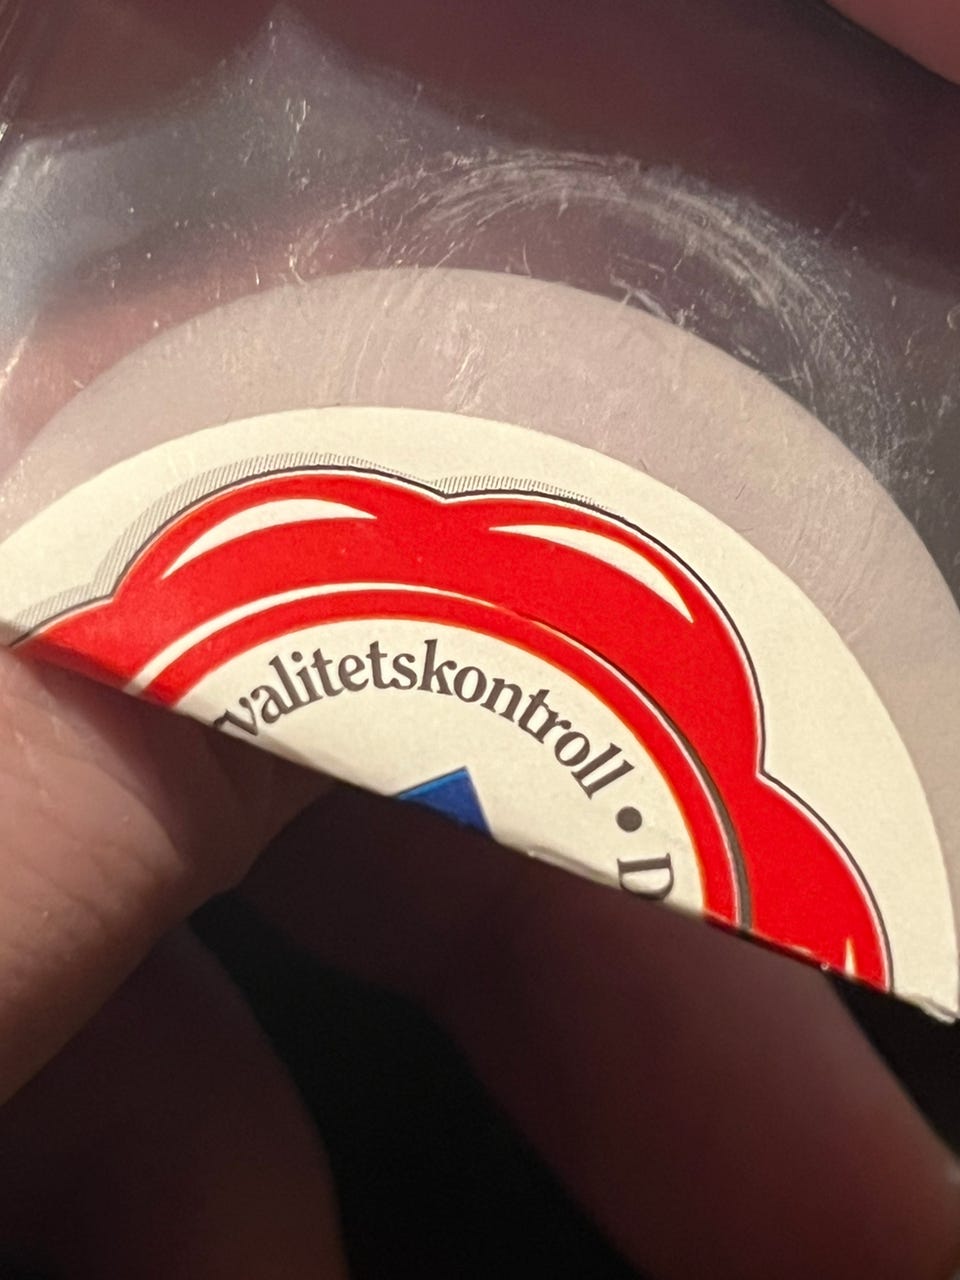 valitetskontroll • D